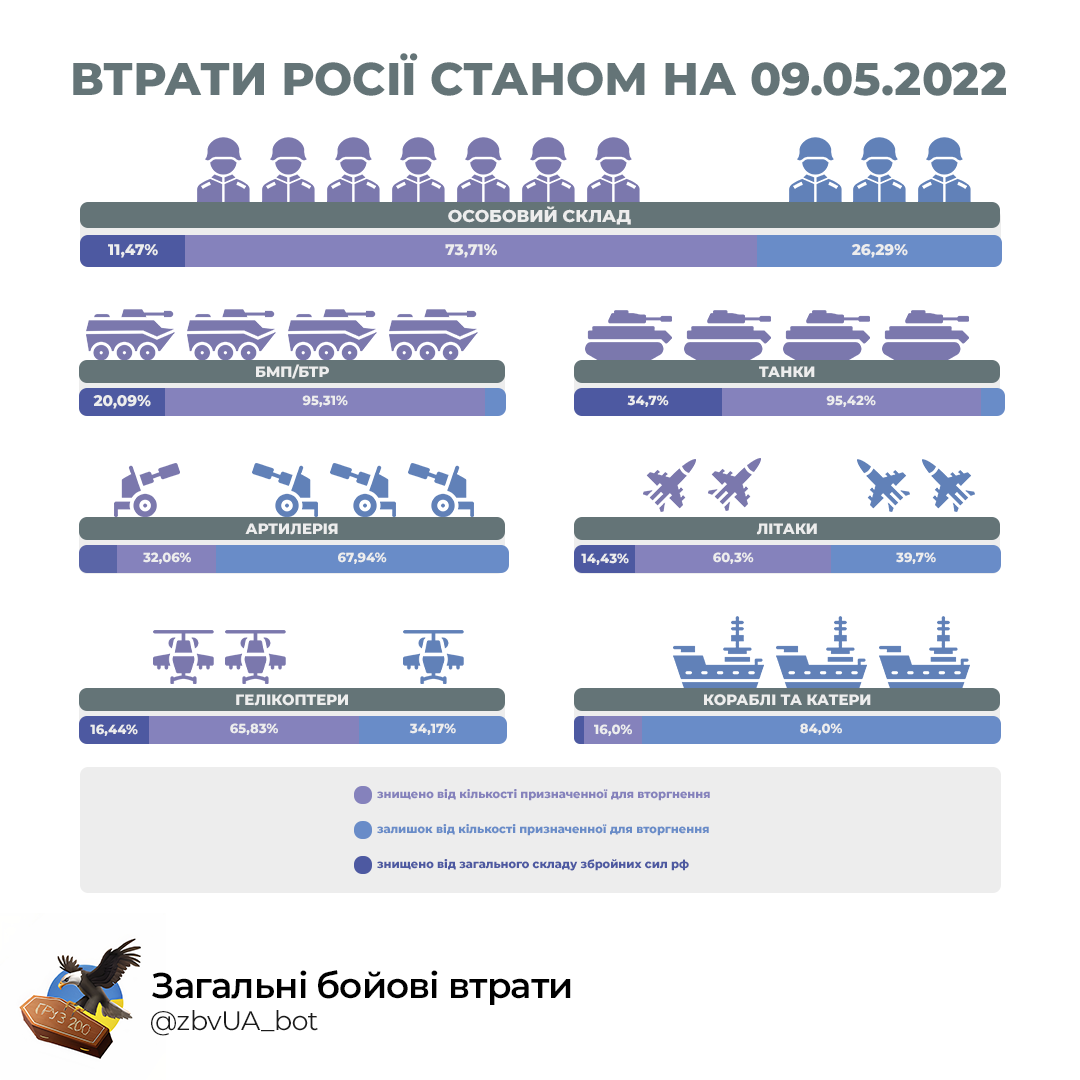 ВТРАТИ РОСІЇ СТАНОМ НА 09.05.2022
ОСОБОВИЙ СКЛАД
11,47% 73,71% 26,29%
БМП/БТР
20,09% 95,31%
ТАНКИ
34,7% 95,42%
АРТИЛЕРІЯ
32,06% 67,94%
ЛІТАКИ
14,43% 60,3% 39,7%
ГЕЛІКОПТЕРИ
16,44% 65,83% 34,17%
КОРАБЛІ ТА КАТЕРИ
16,0% 84,0%
знищено від кількості призначенної для вторгнення
залишок від кількості призначенної для вторгнення
знищено від загального складу збройних сил рф
ГРУЗ 200
Загальні бойові втрати
@zbvUA_bot